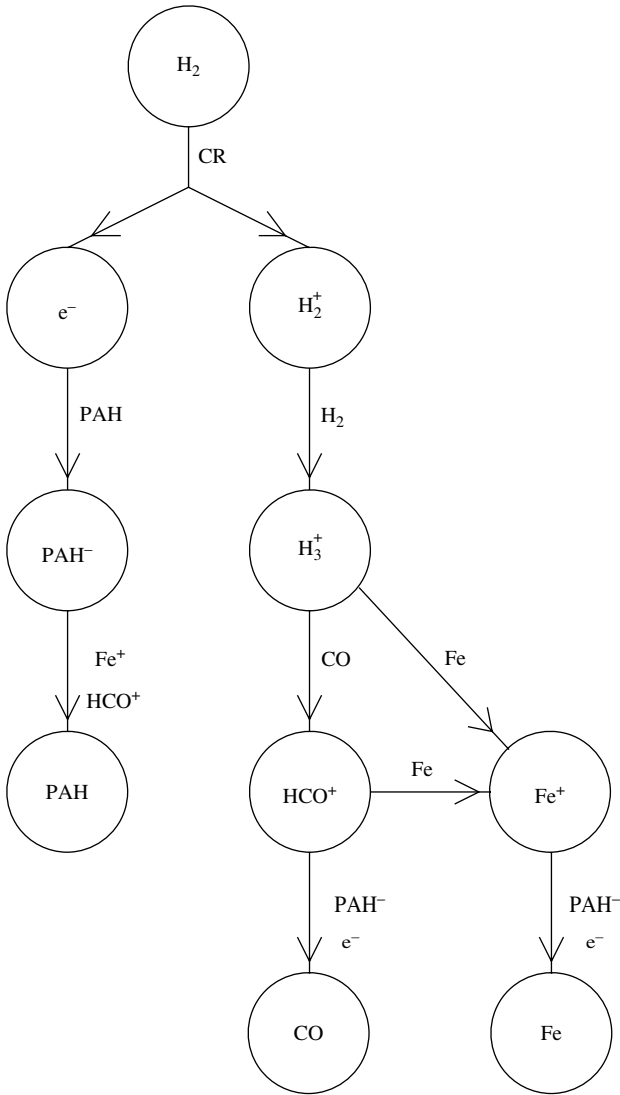 H₂
CR
e⁻
H₂⁺
PAH
H₂
PAH⁻
H₃⁺
Fe⁺
HCO⁺
CO
Fe
PAH
HCO⁺
Fe
Fe⁺
PAH⁻
e⁻
PAH⁻
e⁻
CO
Fe